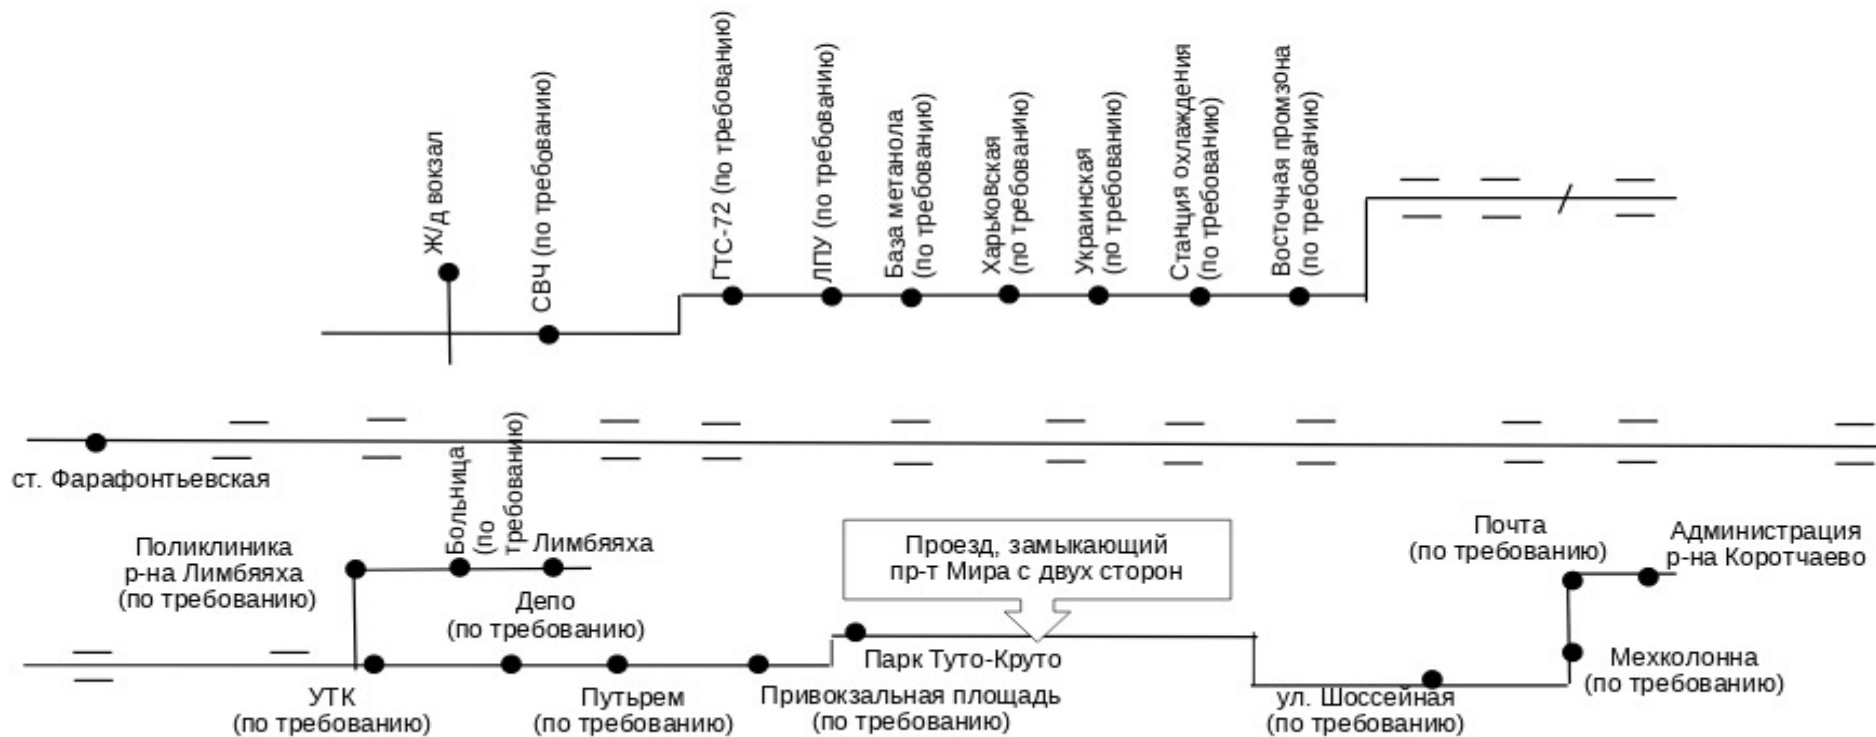 Ж/д вокзал
СВЧ (по требованию)
ГТС-72 (по требованию)
ЛПУ (по требованию)
База метанола
(по требованию)
Харьковская
(по требованию)
Украинская
(по требованию)
Станция охлаждения
(по требованию)
Восточная промзона
(по требованию)
ст. Фарафонтьевская
Поликлиника
р-на Лимбяяха
(по требованию)
Больница
(по
требованию)
Лимбяяха
Депо
(по требованию)
Проезд, замыкающий
пр-т Мира с двух сторон
Почта
(по требованию)
Администрация
р-на Коротчаево
УТК
(по требованию)
Путьрем
(по требованию)
Привокзальная площадь
(по требованию)
Парк Туто-Круто
ул. Шоссейная
(по требованию)
Мехколонна
(по требованию)